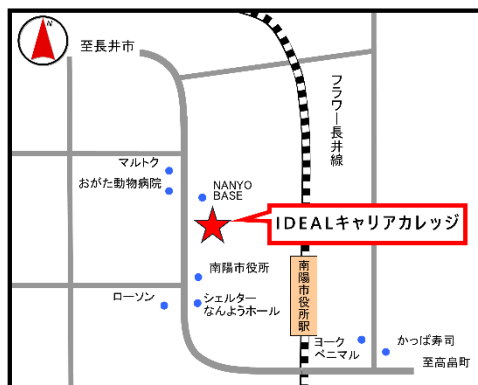 N
至長井市
フラワー長井線
マルトク
おがた動物病院
NANYO
BASE
IDEALキャリアカレッジ
南陽市役所
南陽市役所駅
ローソン
シェルター
なんようホール
ヨーク
ベニマル
かっぱ寿司
至高畠町